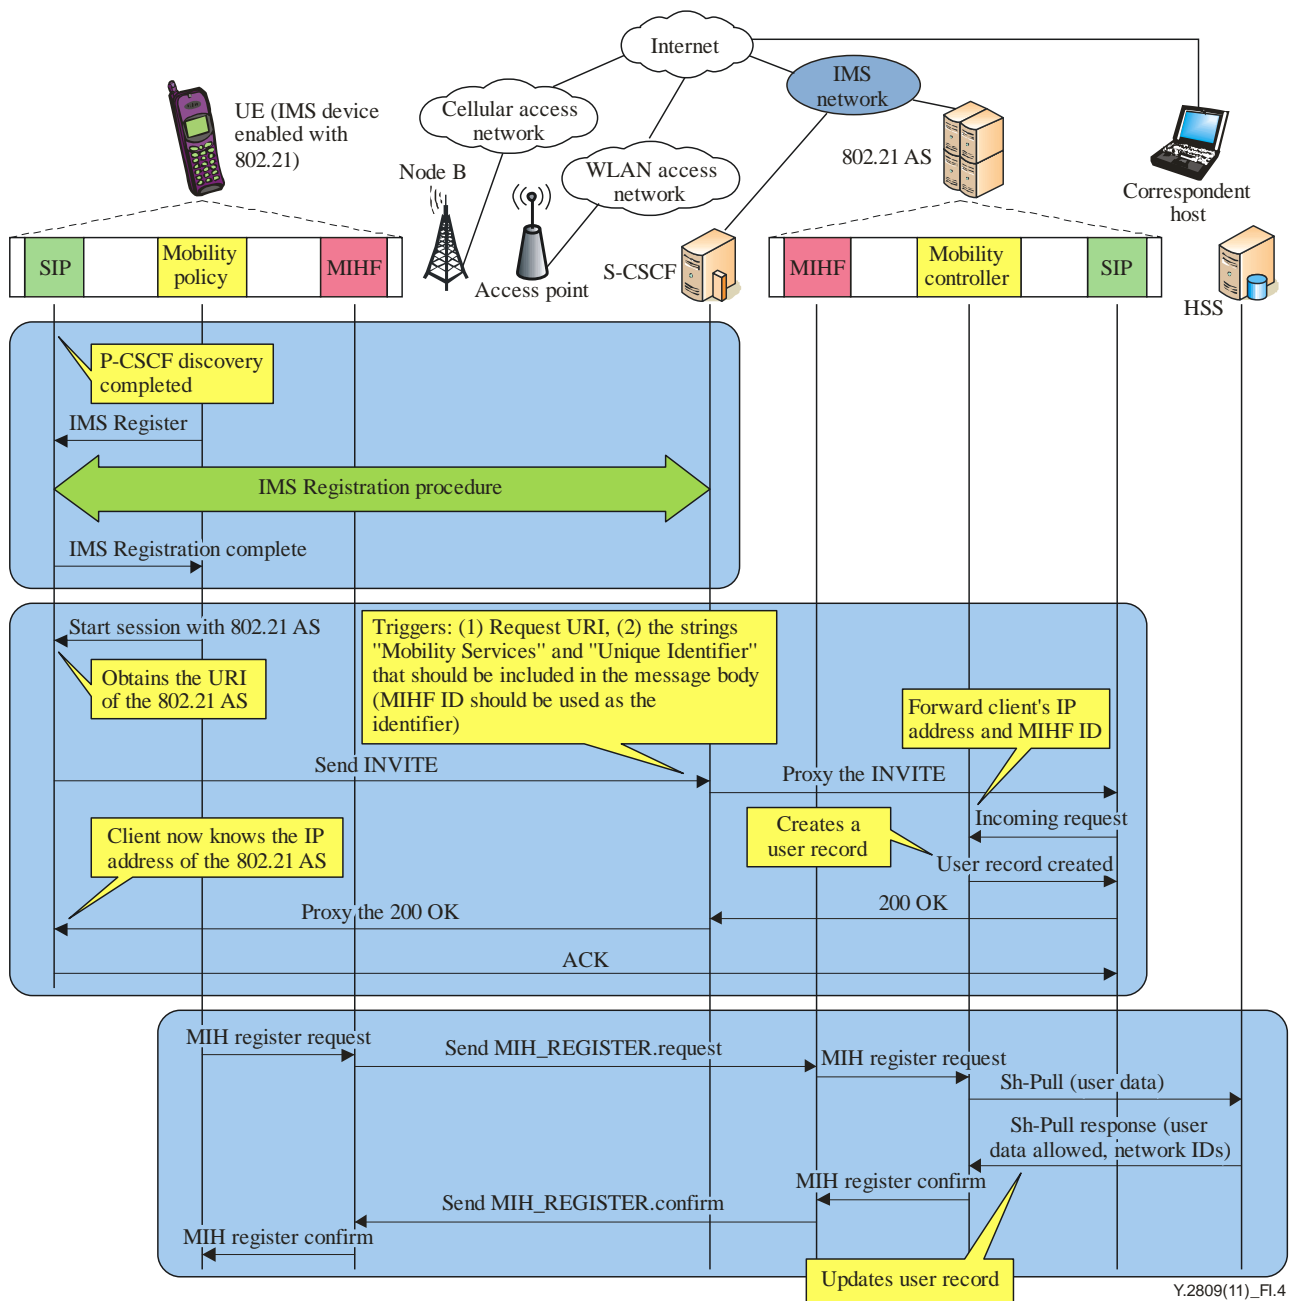 Internet
IMS
network
UE (IMS device
enabled with
802.21)
Cellular access
network
802.21 AS
Node B
WLAN access
network
Correspondent
host
SIP
Mobility
policy
MIHF
Access point
S-CSCF
MIHF
Mobility
controller
SIP
HSS
P-CSCF discovery
completed
IMS Register
IMS Registration procedure
IMS Registration complete
Start session with 802.21 AS
Obtains the URI
of the 802.21 AS
Triggers: (1) Request URI, (2) the strings
"Mobility Services" and "Unique Identifier"
that should be included in the message body
(MIHF ID should be used as the
identifier)
Forward client's IP
address and MIHF ID
Send INVITE
Proxy the INVITE
Incoming request
Creates a
user record
User record created
Client now knows the IP
address of the 802.21 AS
200 OK
Proxy the 200 OK
ACK
MIH register request
Send MIH_REGISTER.request
MIH register request
Sh-Pull (user data)
Sh-Pull response (user
data allowed, network IDs)
MIH register confirm
Send MIH_REGISTER.confirm
MIH register confirm
Updates user record
Y.2809(11)_FI.4